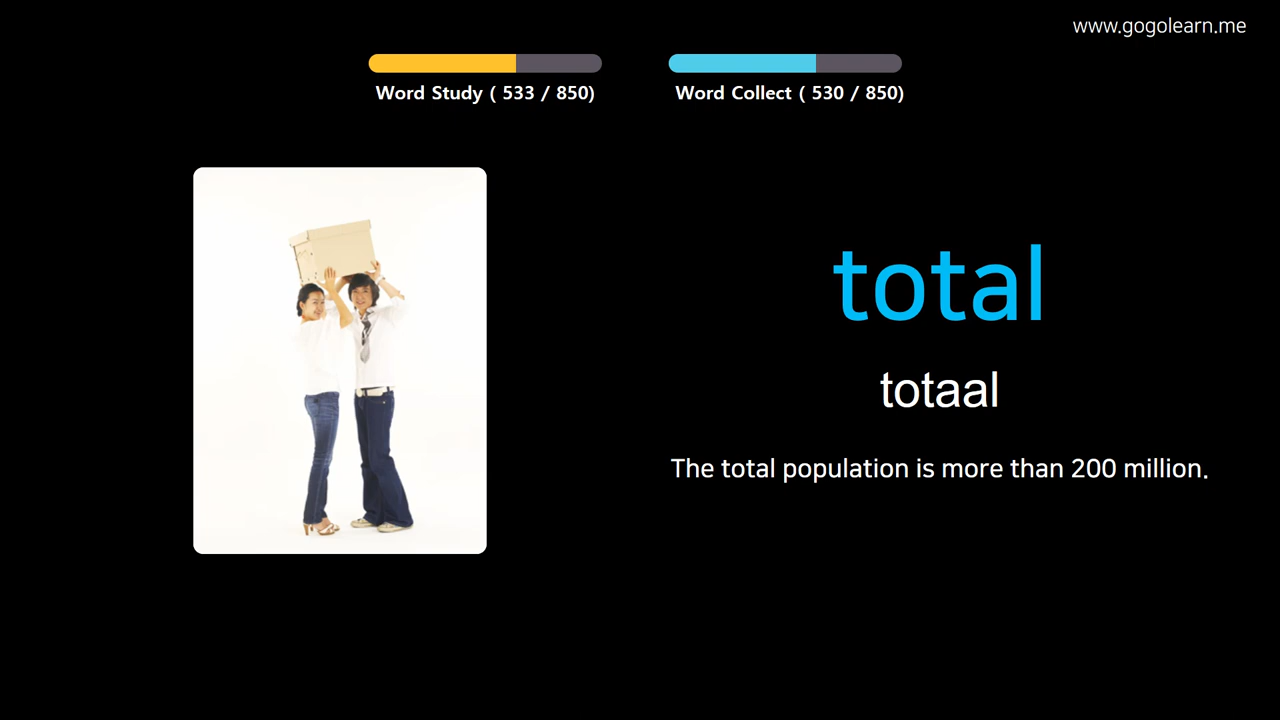 www.gogolearn.me
Word Study ( 533 / 850)
Word Collect ( 530 / 850)
total
totaal
The total population is more than 200 million.